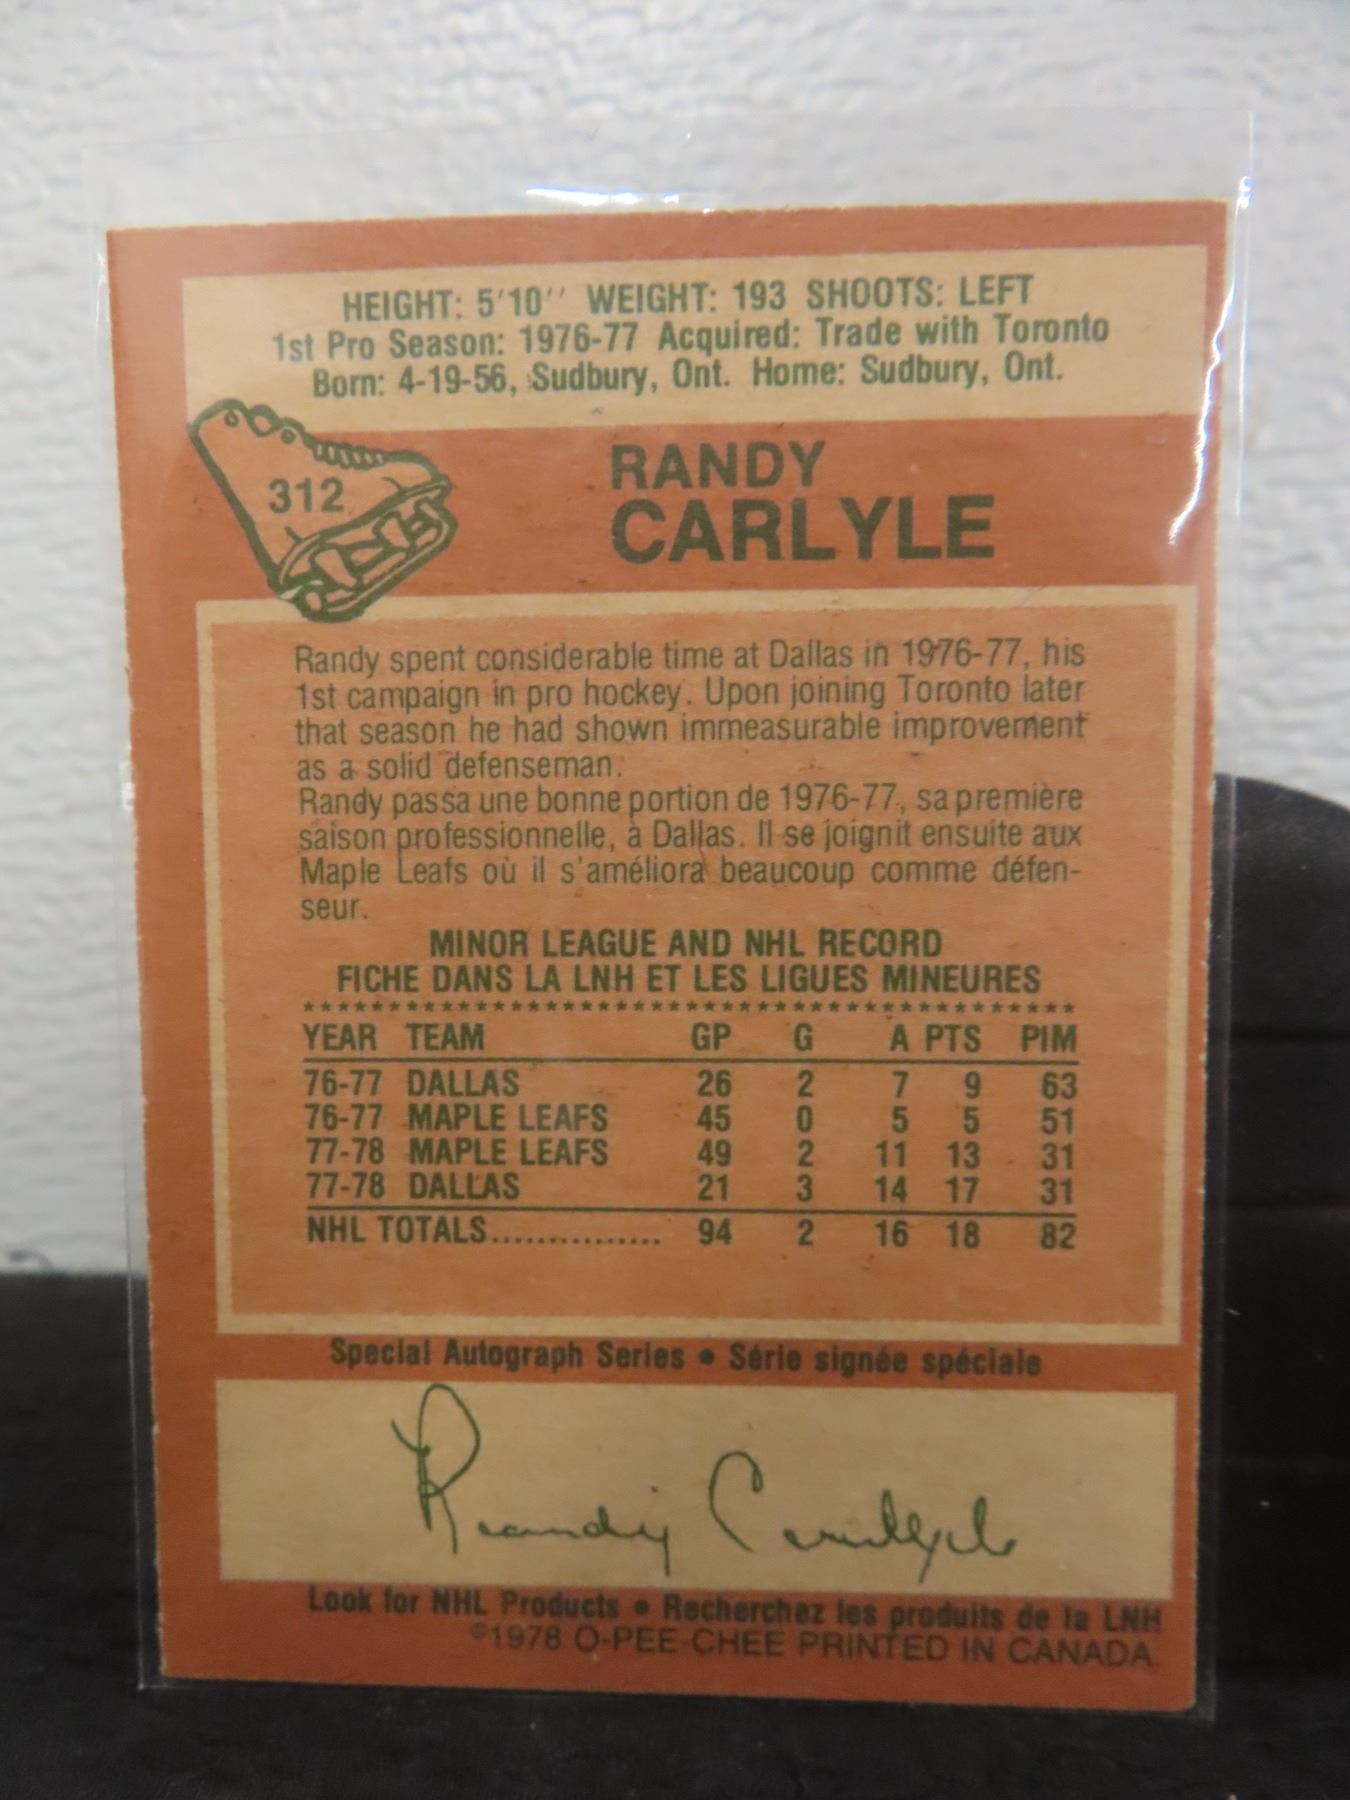 HEIGHT: 5'10" WEIGHT: 193 SHOOTS: LEFT
1st Pro Season: 1976-77 Acquired: Trade with Toronto
Born: 4-19-56, Sudbury, Ont. Home: Sudbury, Ont.
312
RANDY
CARLYLE
Randy spent considerable time at Dallas in 1976-77, his
1st campaign in pro hockey. Upon joining Toronto later
that season he had shown immeasurable improvement
as a solid defenseman.
Randy passa une bonne portion de 1976-77, sa première
saison professionnelle, à Dallas. Il se joignit ensuite aux
Maple Leafs où il s'améliora beaucoup comme défen-
seur.
MINOR LEAGUE AND NHL RECORD
FICHE DANS LA LNH ET LES LIGUES MINEURES
YEAR TEAM GP G A PTS PIM
76-77 DALLAS 26 2 7 9 63
76-77 MAPLE LEAFS 45 0 5 5 51
77-78 MAPLE LEAFS 49 2 11 13 31
77-78 DALLAS 21 3 14 17 31
NHL TOTALS............... 94 2 16 18 82
Special Autograph Series • Série signée spéciale
Randy Carlyle
Look for NHL Products • Recherchez les produits de la LNH
©1978 O-PEE-CHEE PRINTED IN CANADA.